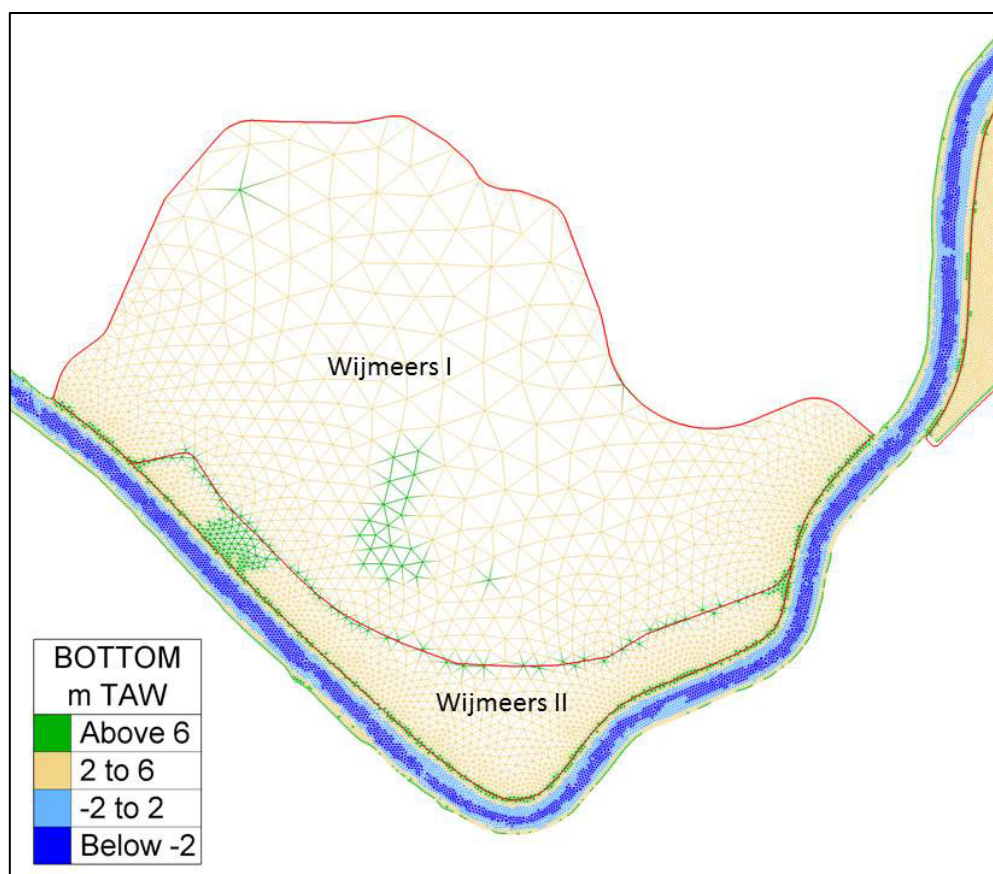 Wijmeers I
Wijmeers II
BOTTOM
m TAW
Above 6
2 to 6
-2 to 2
Below -2